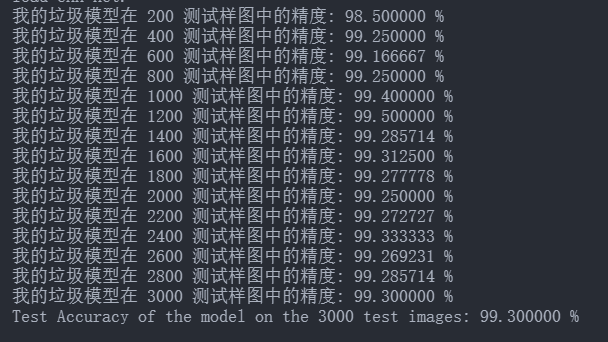 我的垃圾模型在 200 测试样图中的精度: 98.500000 %
我的垃圾模型在 400 测试样图中的精度: 99.250000 %
我的垃圾模型在 600 测试样图中的精度: 99.166667 %
我的垃圾模型在 800 测试样图中的精度: 99.250000 %
我的垃圾模型在 1000 测试样图中的精度: 99.400000 %
我的垃圾模型在 1200 测试样图中的精度: 99.500000 %
我的垃圾模型在 1400 测试样图中的精度: 99.285714 %
我的垃圾模型在 1600 测试样图中的精度: 99.312500 %
我的垃圾模型在 1800 测试样图中的精度: 99.277778 %
我的垃圾模型在 2000 测试样图中的精度: 99.250000 %
我的垃圾模型在 2200 测试样图中的精度: 99.272727 %
我的垃圾模型在 2400 测试样图中的精度: 99.333333 %
我的垃圾模型在 2600 测试样图中的精度: 99.269231 %
我的垃圾模型在 2800 测试样图中的精度: 99.285714 %
我的垃圾模型在 3000 测试样图中的精度: 99.300000 %
Test Accuracy of the model on the 3000 test images: 99.300000 %